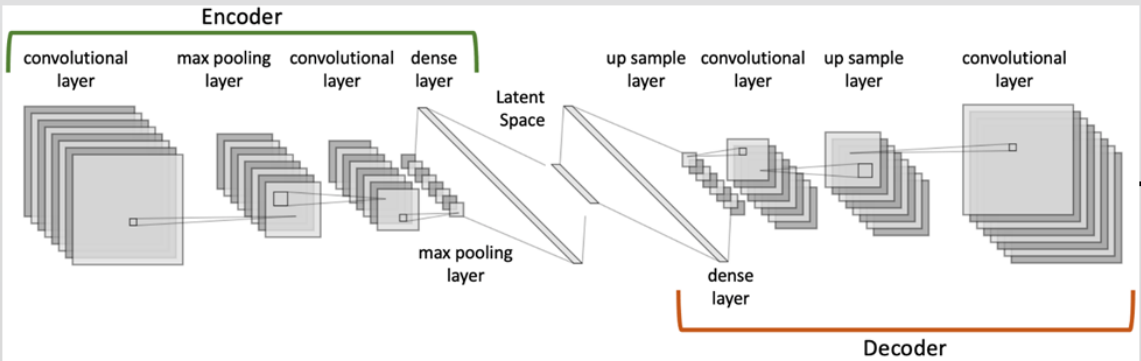 Encoder
convolutional
layer
max pooling
layer
convolutional
layer
dense
layer
max pooling
layer
Latent
Space
up sample
layer
dense
layer
convolutional
layer
up sample
layer
convolutional
layer
Decoder